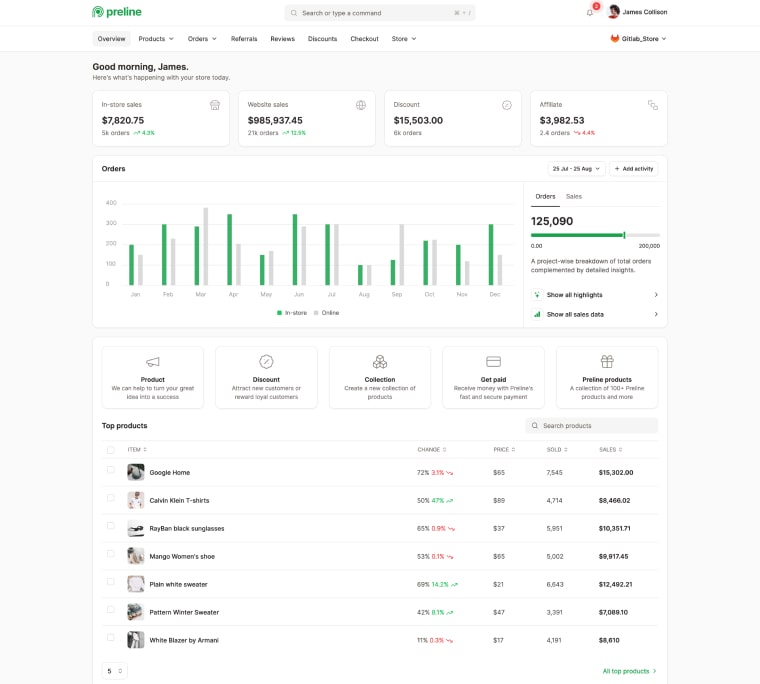 preline
Search or type a command
⌘ + /
2
James Collison
Overview
Products
Orders
Referrals
Reviews
Discounts
Checkout
Store
Gitlab_Store
Good morning, James.
Here's what's happening with your store today.
In-store sales
$7,820.75
5k orders 4.3%
Website sales
$985,937.45
21k orders 12.5%
Discount
$15,503.00
6k orders
Affiliate
$3,982.53
2.4 orders 4.4%
Orders
25 Jul - 25 Aug
+ Add activity
400
300
200
100
0
Jan Feb Mar Apr May Jun Jul Aug Sep Oct Nov Dec
In-store Online
Orders Sales
125,090
0.00 200,000
A project-wise breakdown of total orders
complemented by detailed insights.
Show all highlights
Show all sales data
Product
We can help to turn your great
idea into a success
Discount
Attract new customers or
reward loyal customers
Collection
Create a new collection of
products
Get paid
Receive money with Preline's
fast and secure payment
Preline products
A collection of 100+ Preline
products and more
Top products
Search products
ITEM CHANGE PRICE SOLD SALES
Google Home 72% 3.1% $65 7,545 $15,302.00
Calvin Klein T-shirts 50% 47% $89 4,714 $8,466.02
RayBan black sunglasses 65% 0.9% $37 5,951 $10,351.71
Mango Women's shoe 53% 0.1% $65 5,002 $9,917.45
Plain white sweater 69% 14.2% $21 6,643 $12,492.21
Pattern Winter Sweater 42% 8.1% $47 3,391 $7,089.10
White Blazer by Armani 11% 0.3% $17 4,191 $8,610
5
All top products